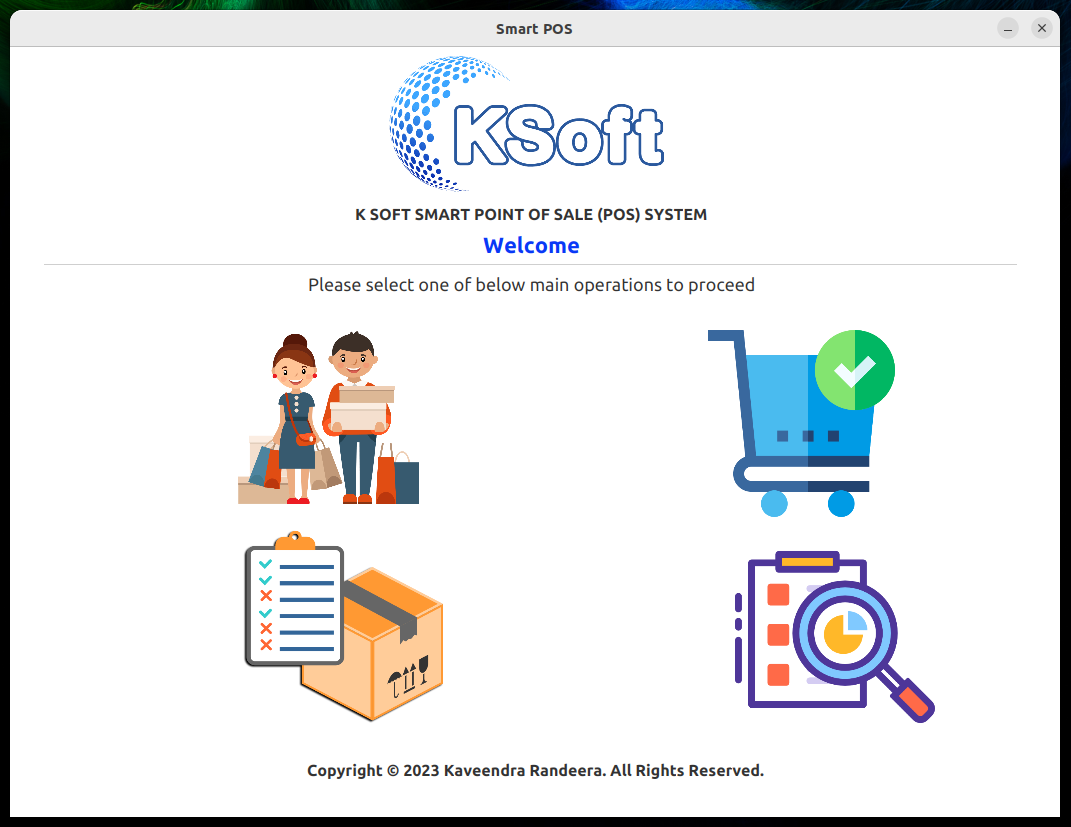 Smart POS
KSoft
K SOFT SMART POINT OF SALE (POS) SYSTEM
Welcome
Please select one of below main operations to proceed
Copyright © 2023 Kaveendra Randeera. All Rights Reserved.